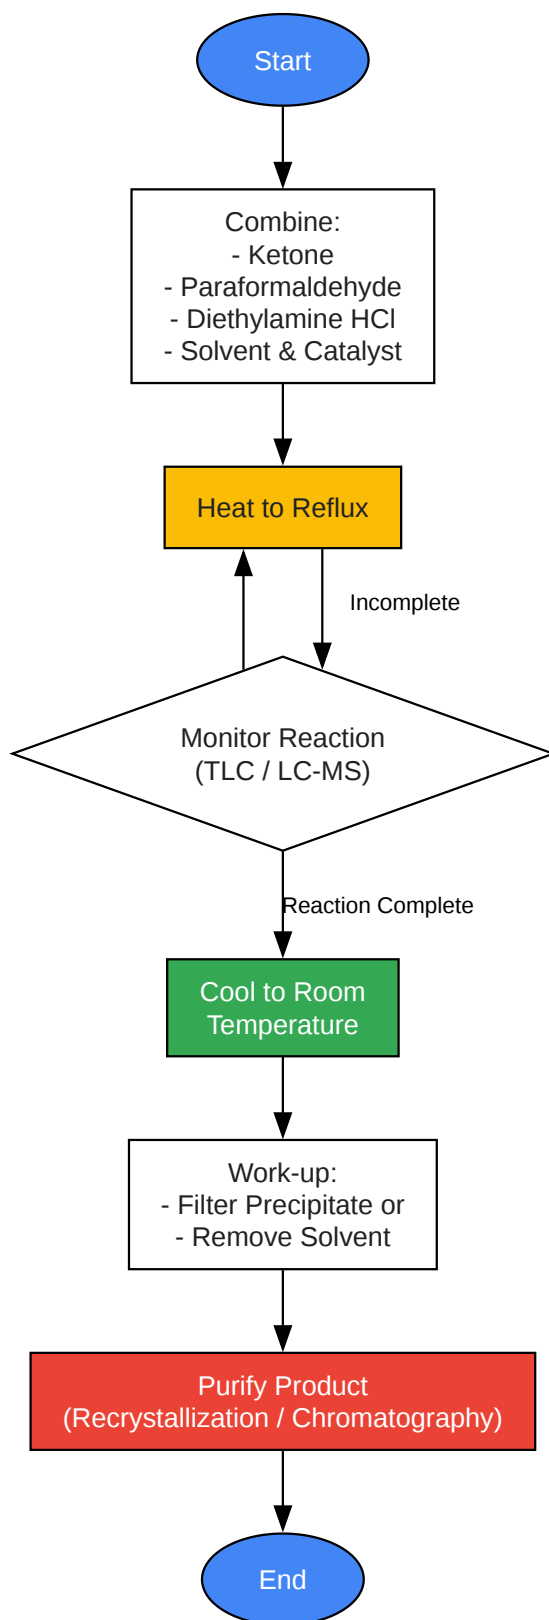 Start
Combine:
- Ketone
- Paraformaldehyde
- Diethylamine HCl
- Solvent & Catalyst
Heat to Reflux
Incomplete
Monitor Reaction
(TLC / LC-MS)
Reaction Complete
Cool to Room
Temperature
Work-up:
- Filter Precipitate or
- Remove Solvent
Purify Product
(Recrystallization / Chromatography)
End